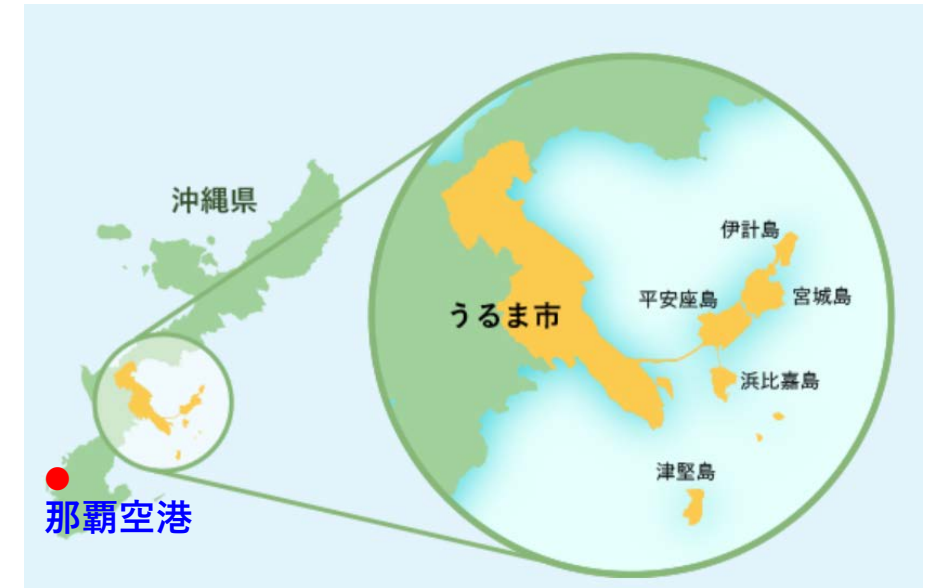 沖縄県
那覇空港
うるま市
伊計島
平安座島
宮城島
浜比嘉島
津堅島